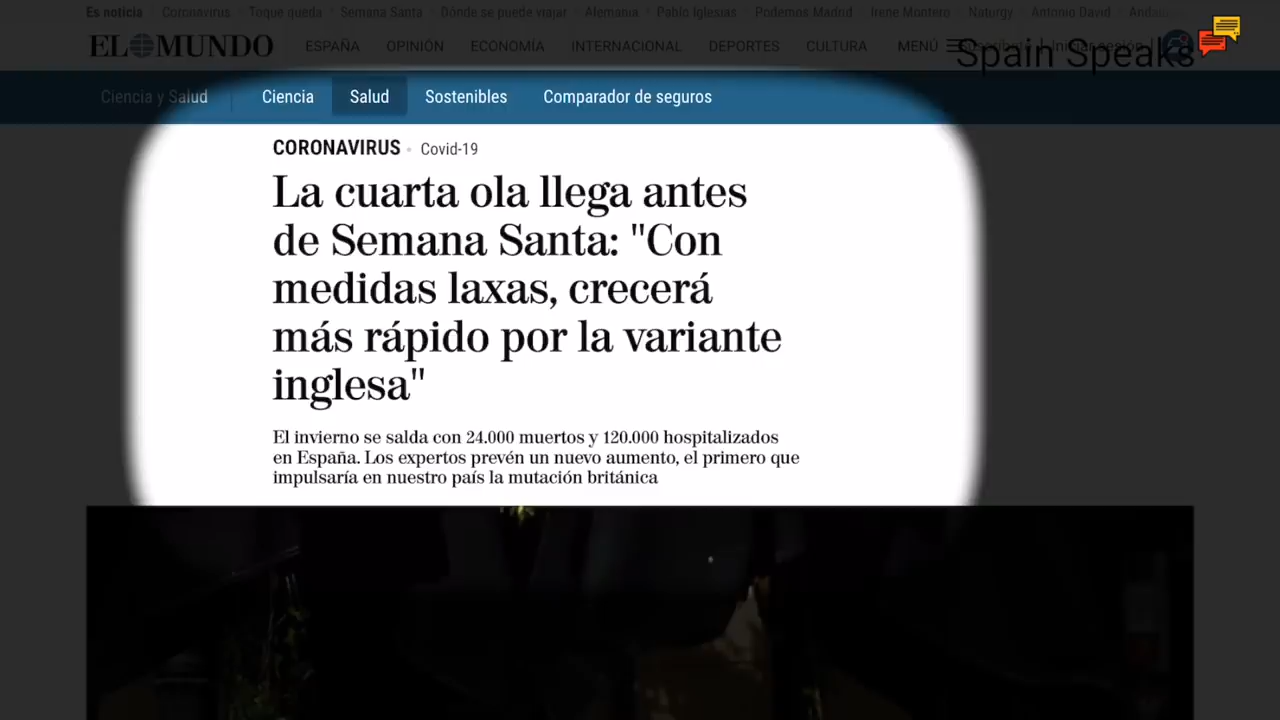 Es noticia Coronavirus Toque queda Semana Santa Dónde se puede viajar Alemania Pablo Iglesias Podemos Madrid Irene Montero Naturgy Antonio David
EL MUNDO ESPAÑA OPINIÓN ECONOMÍA INTERNACIONAL DEPORTES CULTURA MENÚ
Spain Speaks
Ciencia y Salud Ciencia Salud Sostenibles Comparador de seguros
CORONAVIRUS • Covid-19
La cuarta ola llega antes
de Semana Santa: "Con
medidas laxas, crecerá
más rápido por la variante
inglesa"
El invierno se salda con 24.000 muertos y 120.000 hospitalizados
en España. Los expertos prevén un nuevo aumento, el primero que
impulsaría en nuestro país la mutación británica